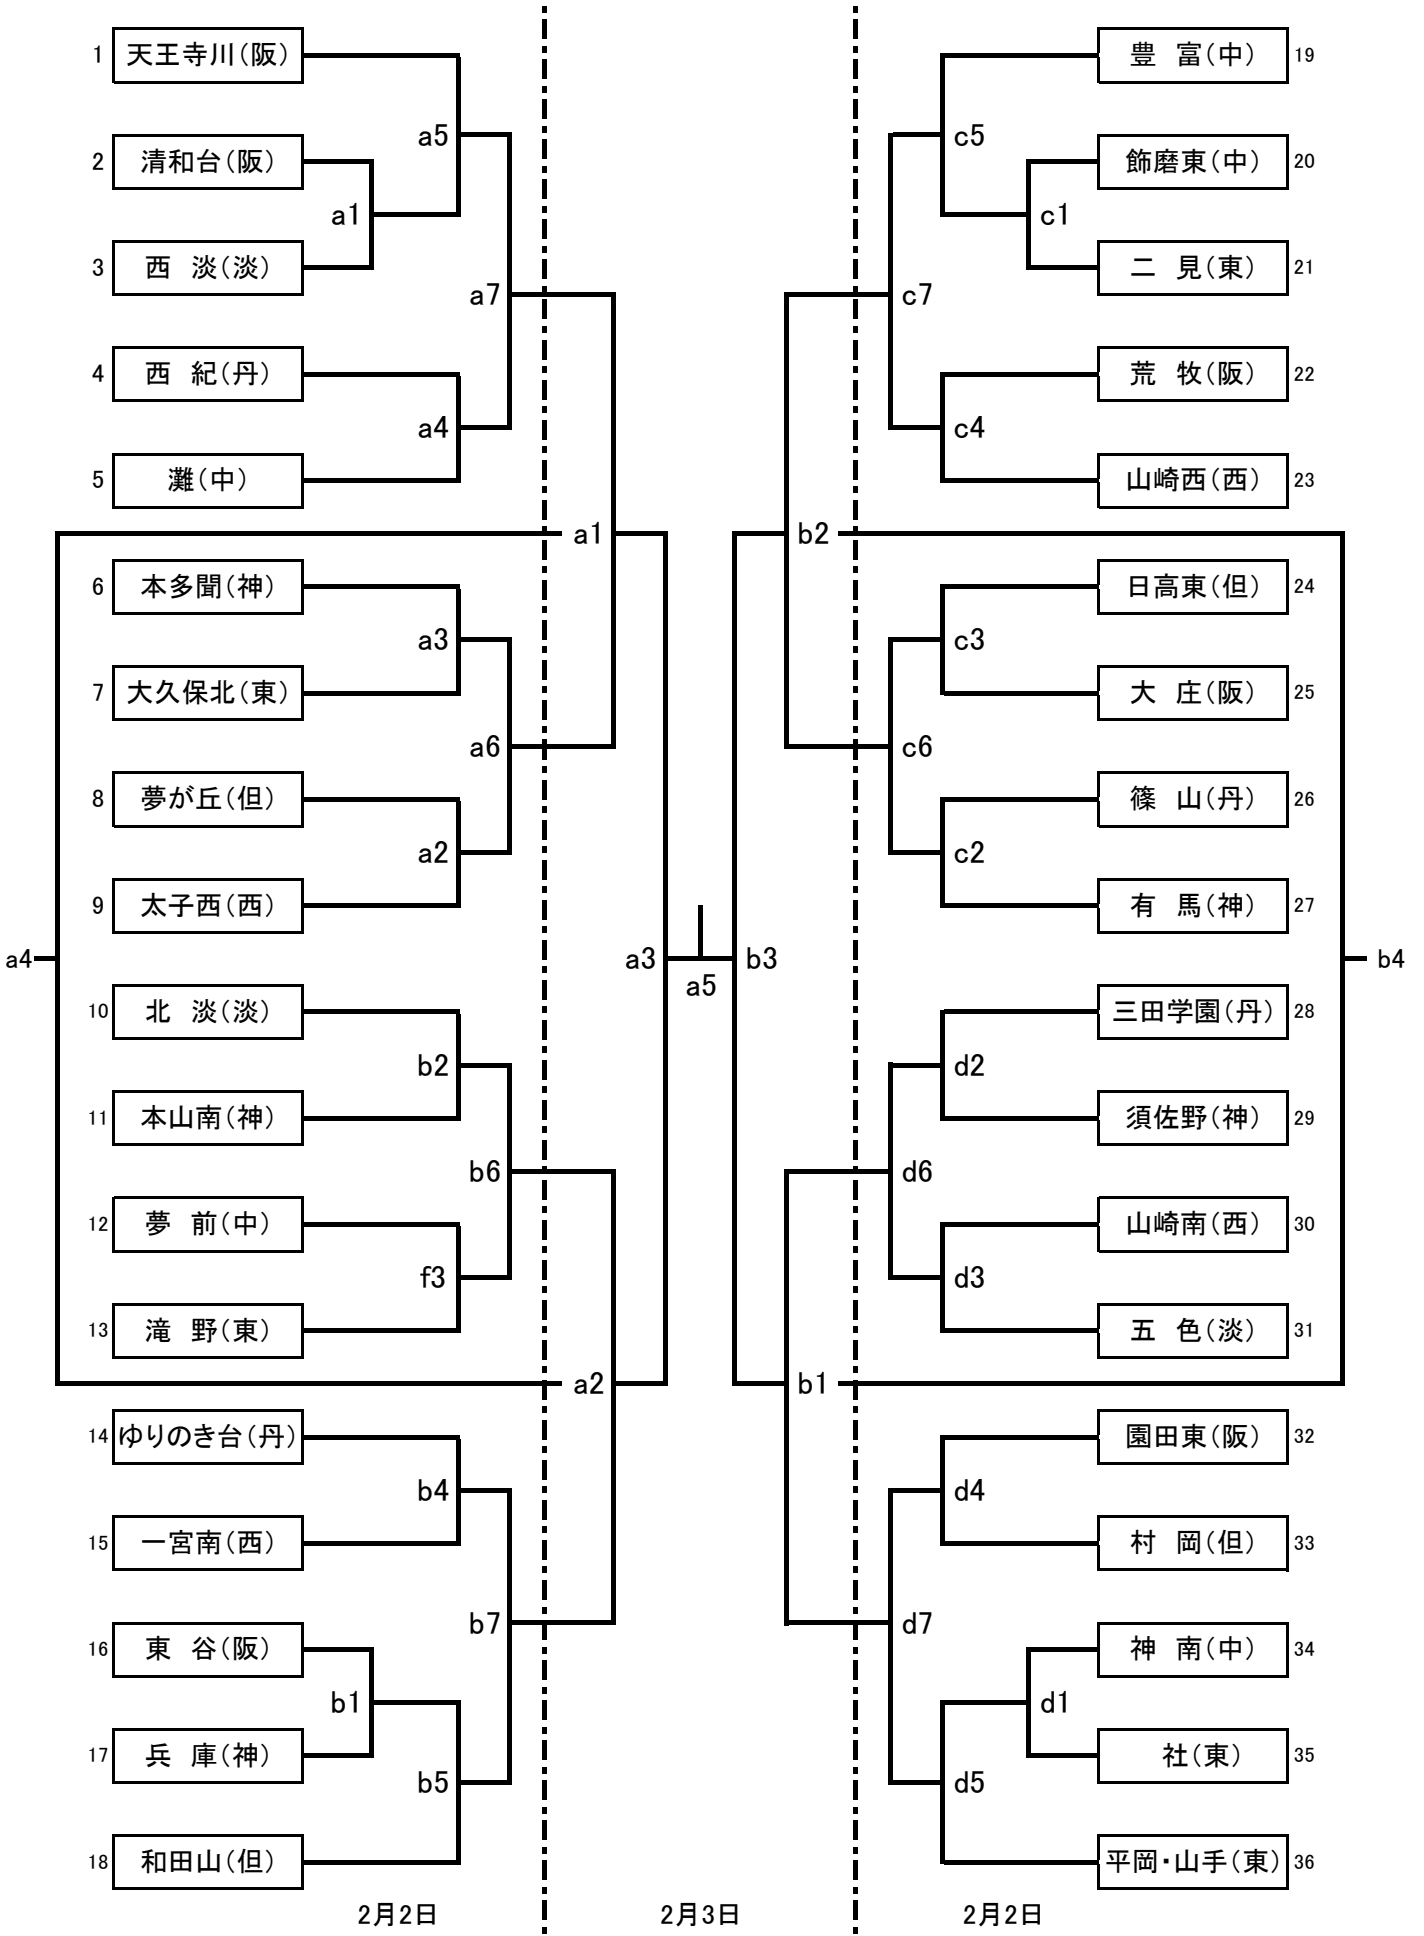 1 天王寺川(阪)
2 清和台(阪)
3 西 淡(淡)
4 西 紀(丹)
5 灘(中)
6 本多聞(神)
7 大久保北(東)
8 夢が丘(但)
9 太子西(西)
10 北 淡(淡)
11 本山南(神)
12 夢 前(中)
13 滝 野(東)
14 ゆりのき台(丹)
15 一宮南(西)
16 東 谷(阪)
17 兵 庫(神)
18 和田山(但)
a5
a1
a7
a4
a1
a3
a6
a2
a4
b2
b6
f3
a2
b4
b7
b1
b5
a3
a5
b3
b2
b1
c5
c1
c7
c4
c3
c6
c2
b4
d2
d6
d3
d4
d7
d1
d5
豊 富(中) 19
飾磨東(中) 20
二 見(東) 21
荒 牧(阪) 22
山崎西(西) 23
日高東(但) 24
大 庄(阪) 25
篠 山(丹) 26
有 馬(神) 27
三田学園(丹) 28
須佐野(神) 29
山崎南(西) 30
五 色(淡) 31
園田東(阪) 32
村 岡(但) 33
神 南(中) 34
社(東) 35
平岡・山手(東) 36
2月2日 2月3日 2月2日